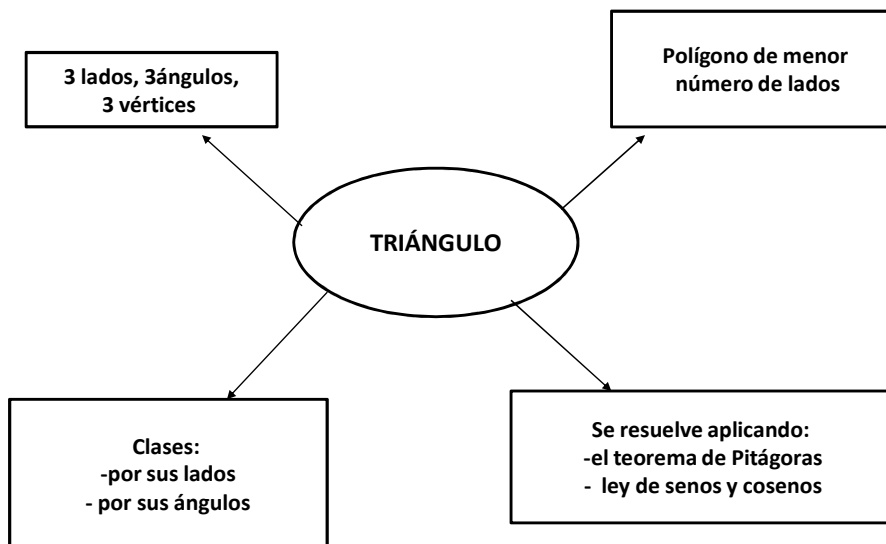 3 lados, 3ángulos,
3 vértices
Polígono de menor
número de lados
TRIÁNGULO
Clases:
-por sus lados
- por sus ángulos
Se resuelve aplicando:
-el teorema de Pitágoras
- ley de senos y cosenos